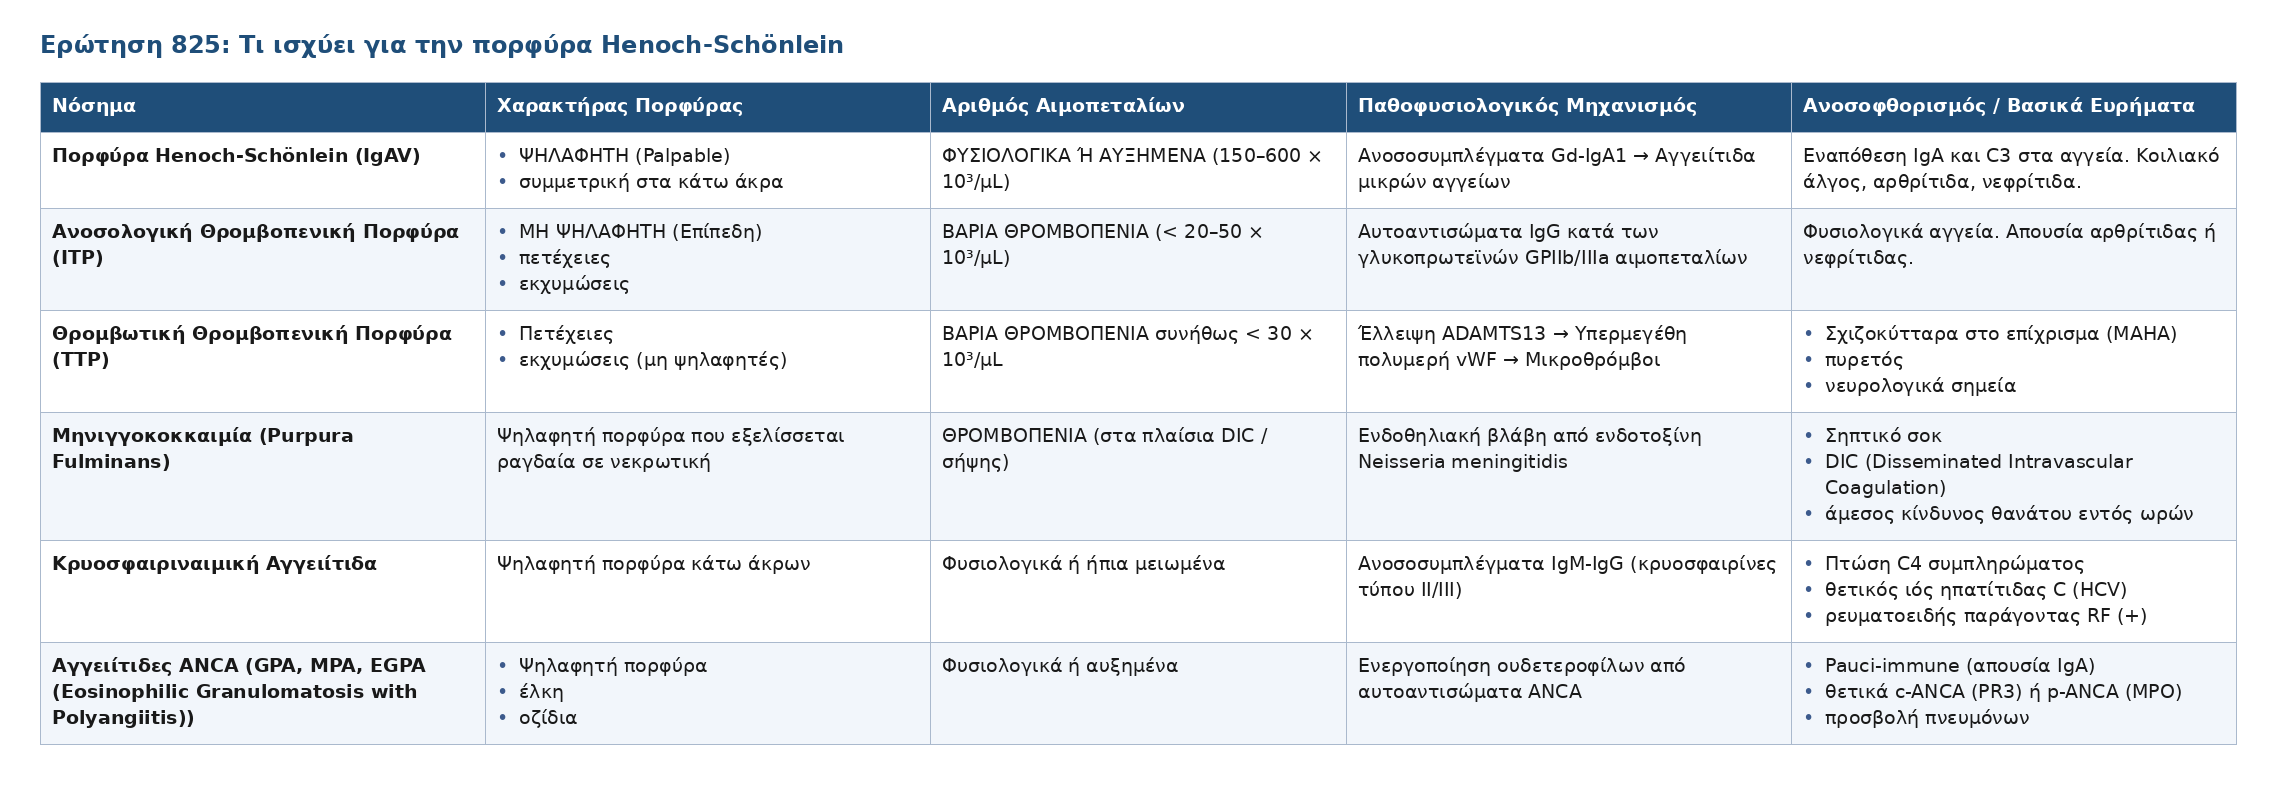 Ερώτηση 825: Τι ισχύει για την πορφύρα Henoch-Schönlein
Νόσημα
Χαρακτήρας Πορφύρας
Αριθμός Αιμοπεταλίων
Παθοφυσιολογικός Μηχανισμός
Ανοσοφθορισμός / Βασικά Ευρήματα
Πορφύρα Henoch-Schönlein (IgAV)
• ΨΗΛΑΦΗΤΗ (Palpable)
• συμμετρική στα κάτω άκρα
ΦΥΣΙΟΛΟΓΙΚΑ Ή ΑΥΞΗΜΕΝΑ (150–600 ×
10³/μL)
Ανοσοσυμπλέγματα Gd-IgA1 → Αγγειίτιδα
μικρών αγγείων
Εναπόθεση IgA και C3 στα αγγεία. Κοιλιακό
άλγος, αρθρίτιδα, νεφρίτιδα.
Ανοσολογική Θρομβοπενική Πορφύρα
(ITP)
• ΜΗ ΨΗΛΑΦΗΤΗ (Επίπεδη)
• πετέχειες
• εκχυμώσεις
ΒΑΡΙΑ ΘΡΟΜΒΟΠΕΝΙΑ (< 20–50 ×
10³/μL)
Αυτοαντισώματα IgG κατά των
γλυκοπρωτεϊνών GPIIb/IIIa αιμοπεταλίων
Φυσιολογικά αγγεία. Απουσία αρθρίτιδας ή
νεφρίτιδας.
Θρομβωτική Θρομβοπενική Πορφύρα
(TTP)
• Πετέχειες
• εκχυμώσεις (μη ψηλαφητές)
ΒΑΡΙΑ ΘΡΟΜΒΟΠΕΝΙΑ συνήθως < 30 ×
10³/μL
Έλλειψη ADAMTS13 → Υπερμεγέθη
πολυμερή vWF → Μικροθρόμβοι
• Σχιζοκύτταρα στο επίχρισμα (MAHA)
• πυρετός
• νευρολογικά σημεία
Μηνιγγοκοκκαιμία (Purpura
Fulminans)
Ψηλαφητή πορφύρα που εξελίσσεται
ραγδαία σε νεκρωτική
ΘΡΟΜΒΟΠΕΝΙΑ (στα πλαίσια DIC /
σήψης)
Ενδοθηλιακή βλάβη από ενδοτοξίνη
Neisseria meningitidis
• Σηπτικό σοκ
• DIC (Disseminated Intravascular
Coagulation)
• άμεσος κίνδυνος θανάτου εντός ωρών
Κρυοσφαιριναιμική Αγγειίτιδα
Ψηλαφητή πορφύρα κάτω άκρων
Φυσιολογικά ή ήπια μειωμένα
Ανοσοσυμπλέγματα IgM-IgG (κρυοσφαιρίνες
τύπου II/III)
• Πτώση C4 συμπληρώματος
• θετικός ιός ηπατίτιδας C (HCV)
• ρευματοειδής παράγοντας RF (+)
Αγγειίτιδες ANCA (GPA, MPA, EGPA
(Eosinophilic Granulomatosis with
Polyangiitis))
• Ψηλαφητή πορφύρα
• έλκη
• οζίδια
Φυσιολογικά ή αυξημένα
Ενεργοποίηση ουδετεροφίλων από
αυτοαντισώματα ANCA
• Pauci-immune (απουσία IgA)
• θετικά c-ANCA (PR3) ή p-ANCA (MPO)
• προσβολή πνευμόνων